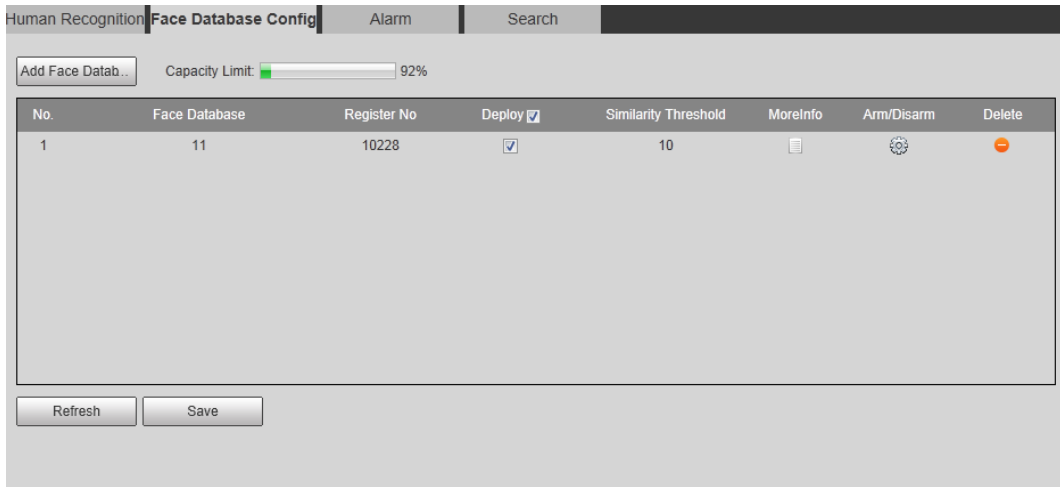 Human Recognition Face Database Config Alarm Search
Add Face Datab.. Capacity Limit: 92%
No. Face Database Register No Deploy Similarity Threshold MoreInfo Arm/Disarm Delete
1 11 10228 10
Refresh Save